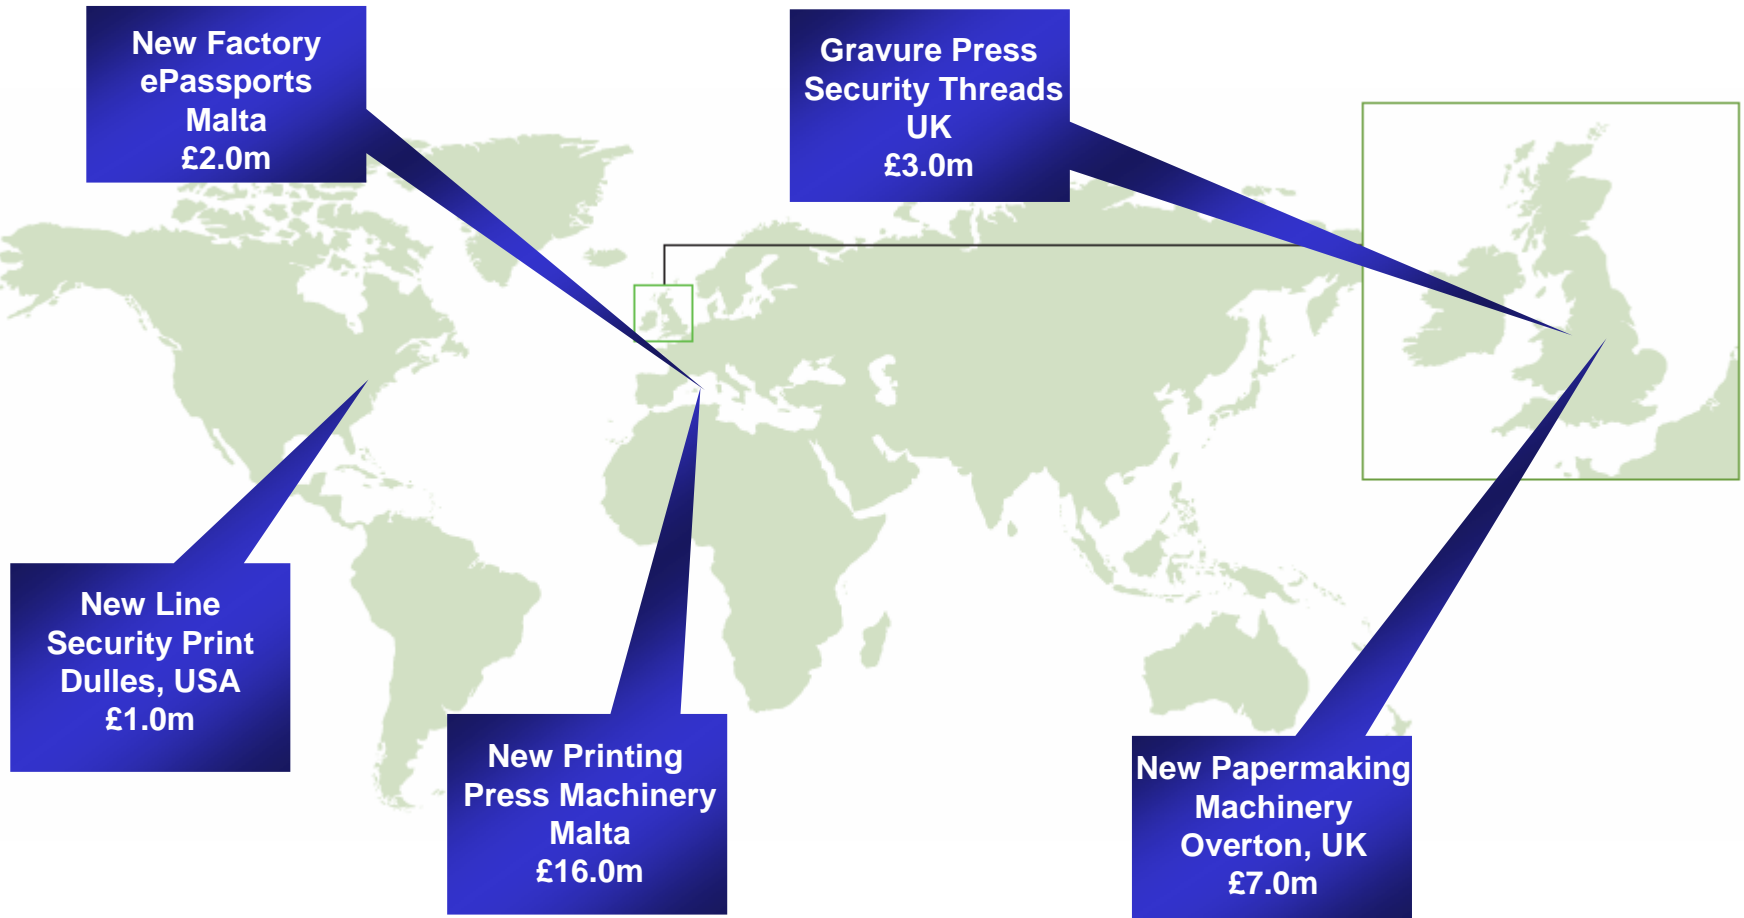 New Factory
ePassports
Malta
£2.0m
Gravure Press
Security Threads
UK
£3.0m
New Line
Security Print
Dulles, USA
£1.0m
New Printing
Press Machinery
Malta
£16.0m
New Papermaking
Machinery
Overton, UK
£7.0m